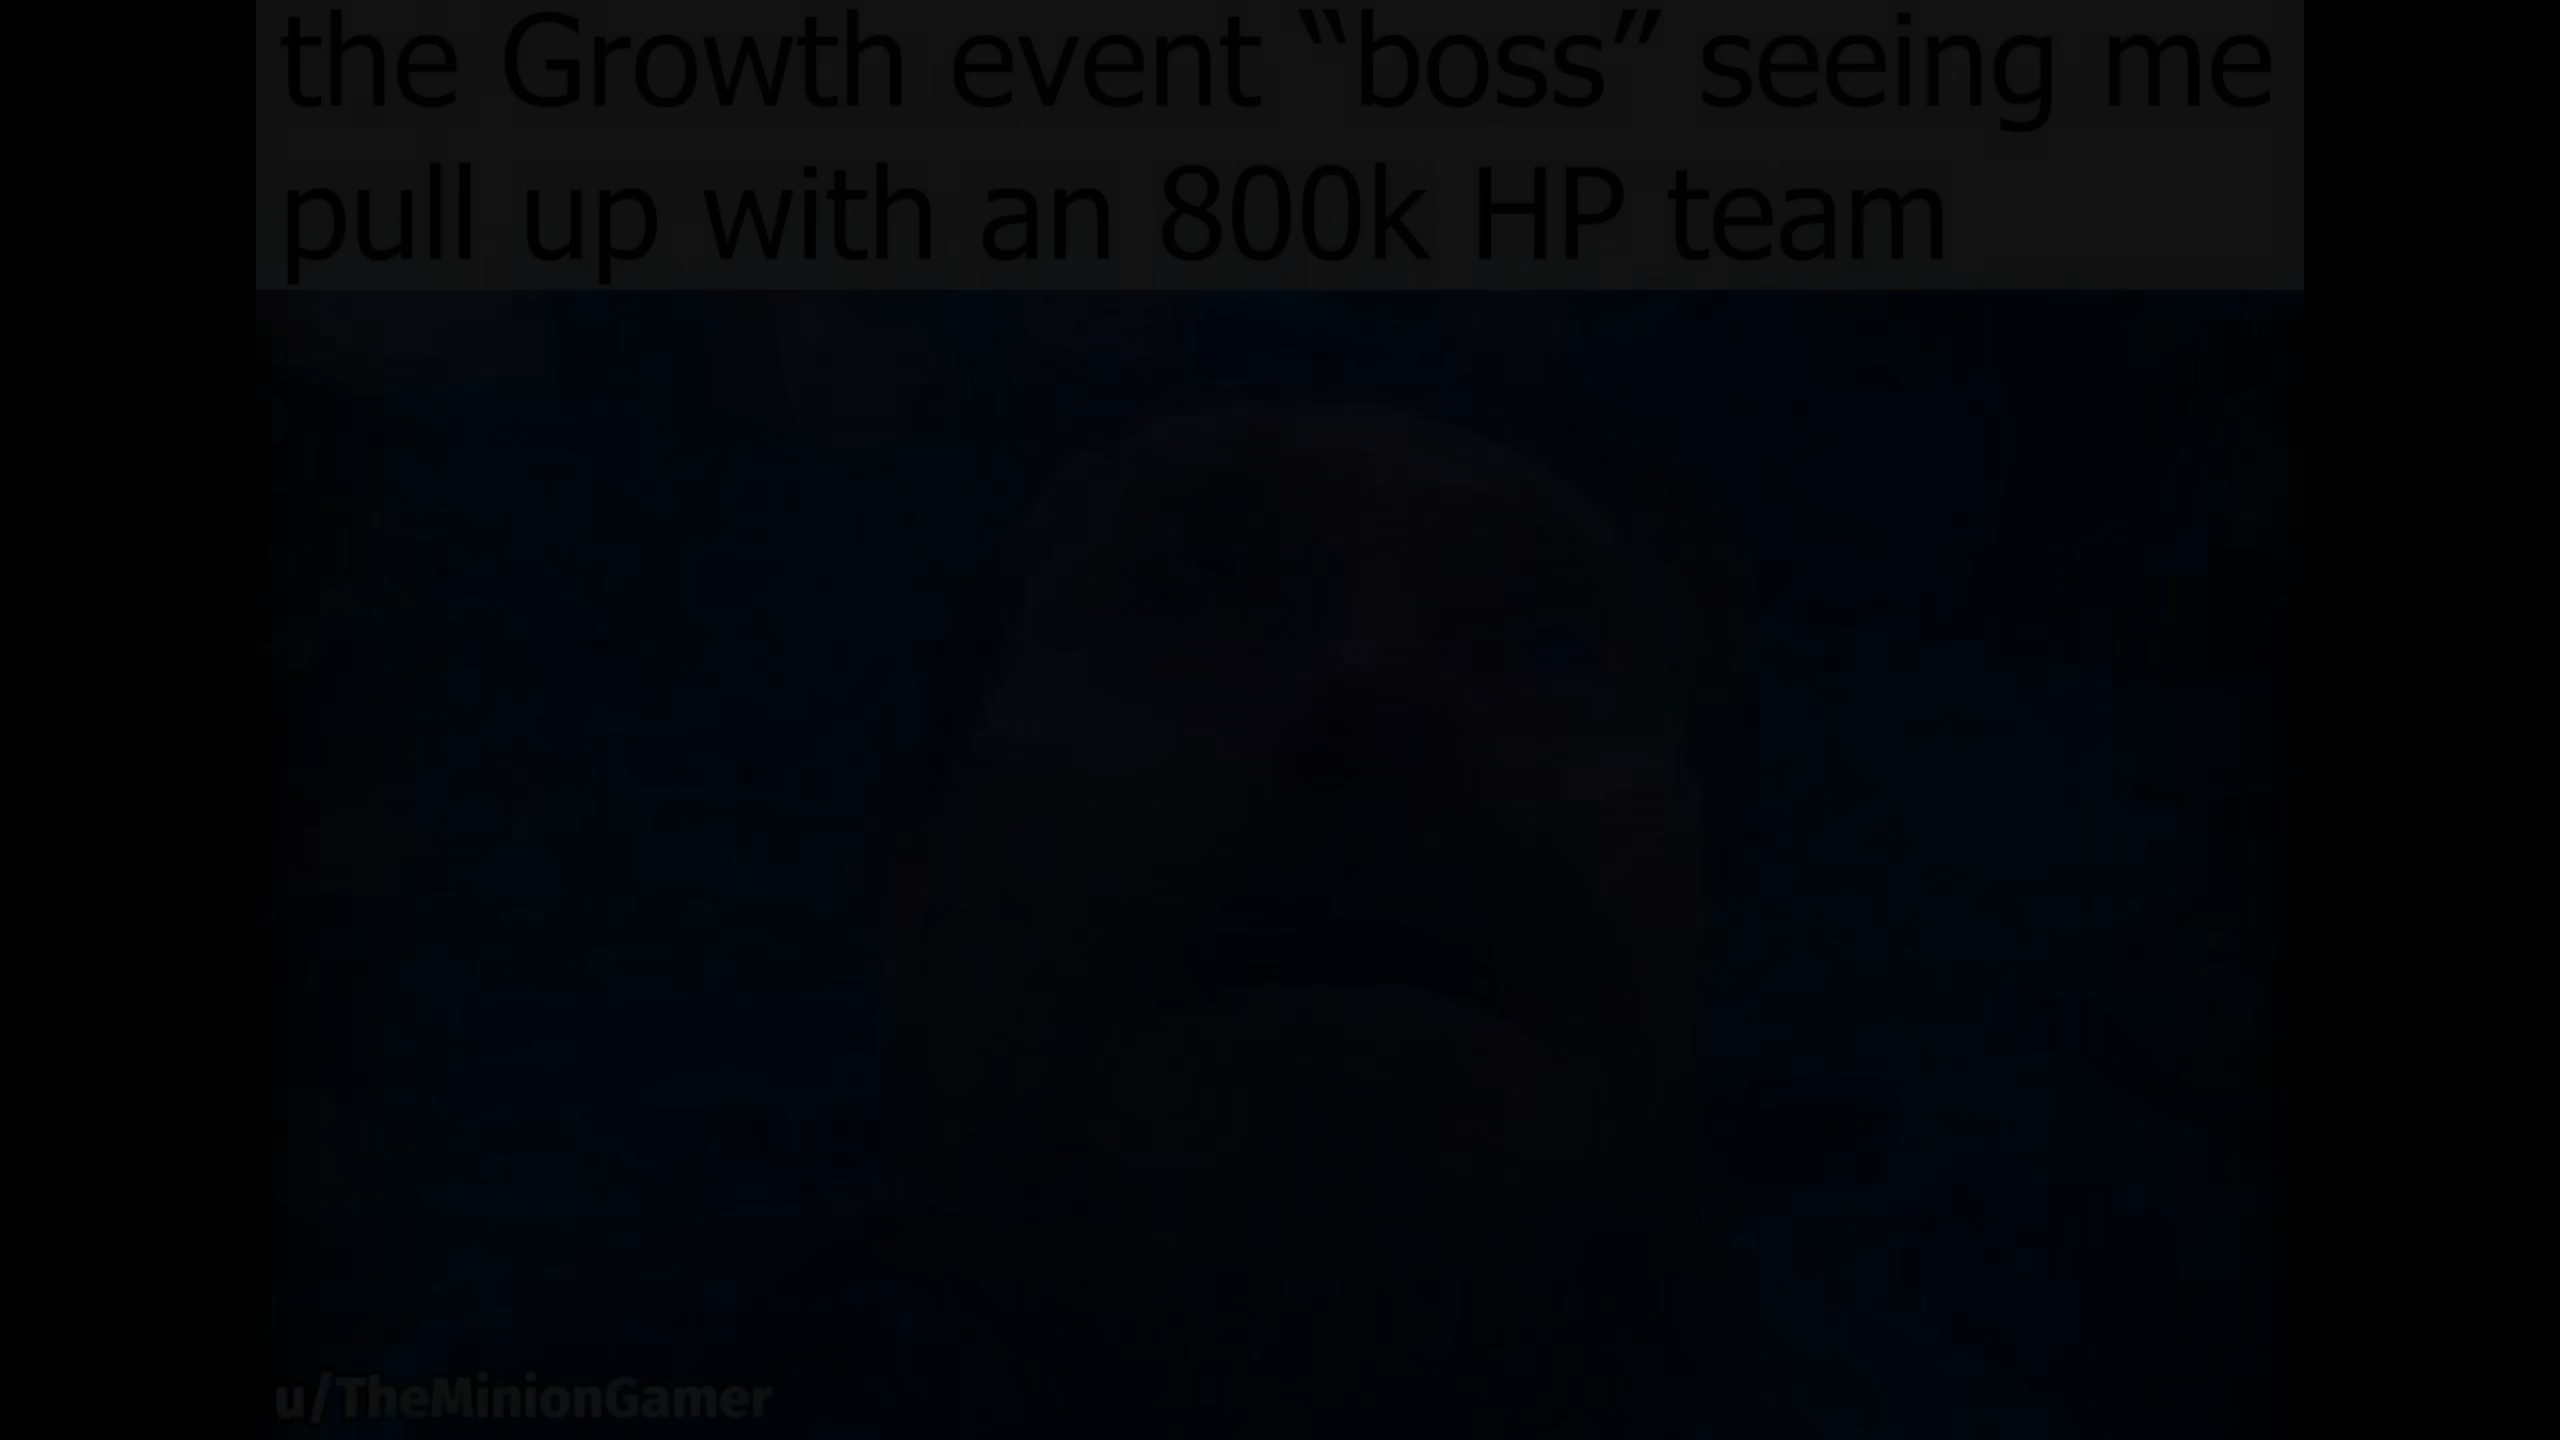 the Growth event “boss” seeing me
pull up with an 800k HP team
u/TheMinionGamer